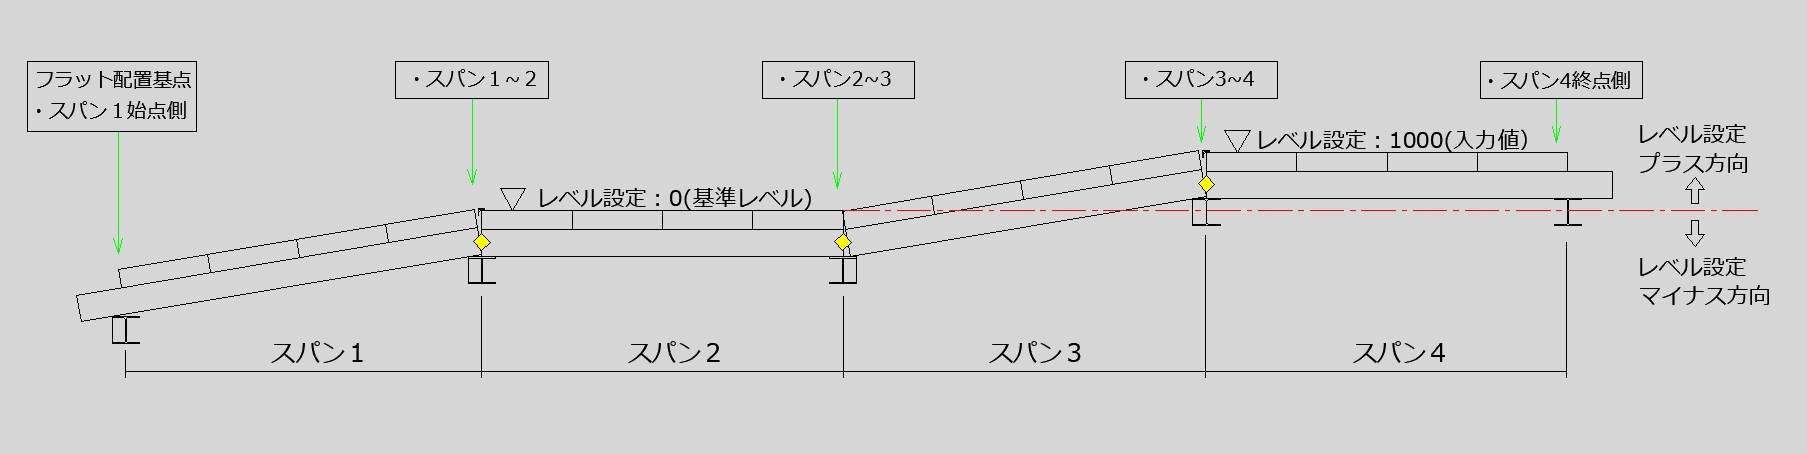 フラット配置基点
・スパン１始点側
・スパン１~２
・スパン2~3
・スパン3~4
・スパン4終点側
レベル設定：1000(入力値)
レベル設定
プラス方向
レベル設定：0(基準レベル)
レベル設定
マイナス方向
スパン１
スパン２
スパン３
スパン４